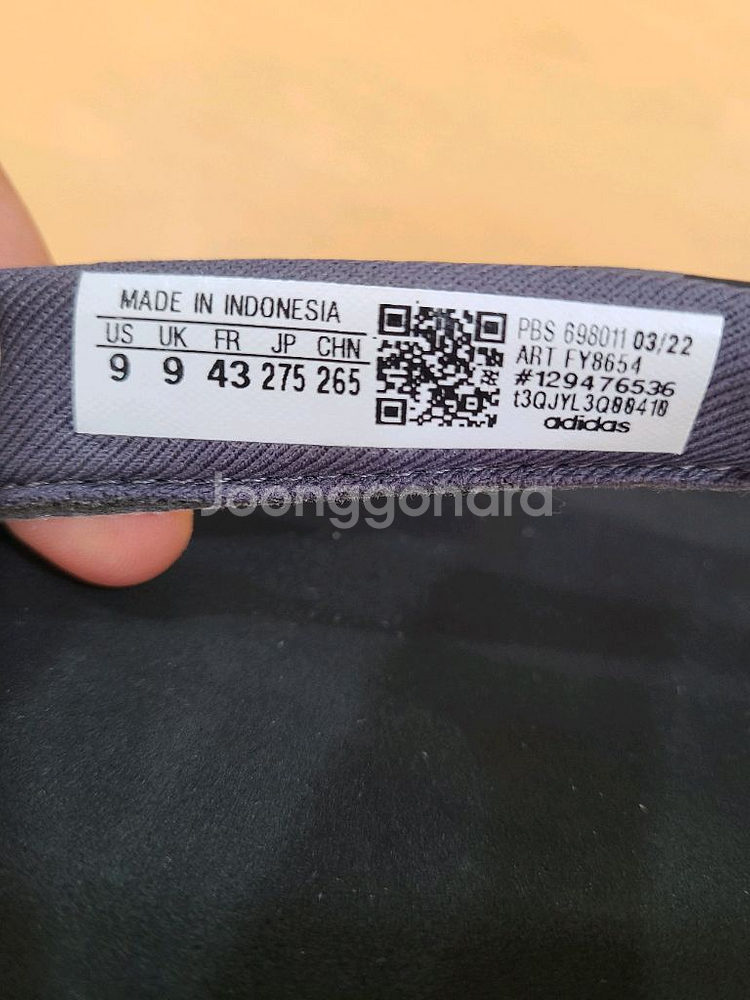 MADE IN INDONESIA
US UK FR JP CHN
9 9 43 275 265
PBS 698011 03/22
ART FY8654
#129476536
adidas
Joonggonara